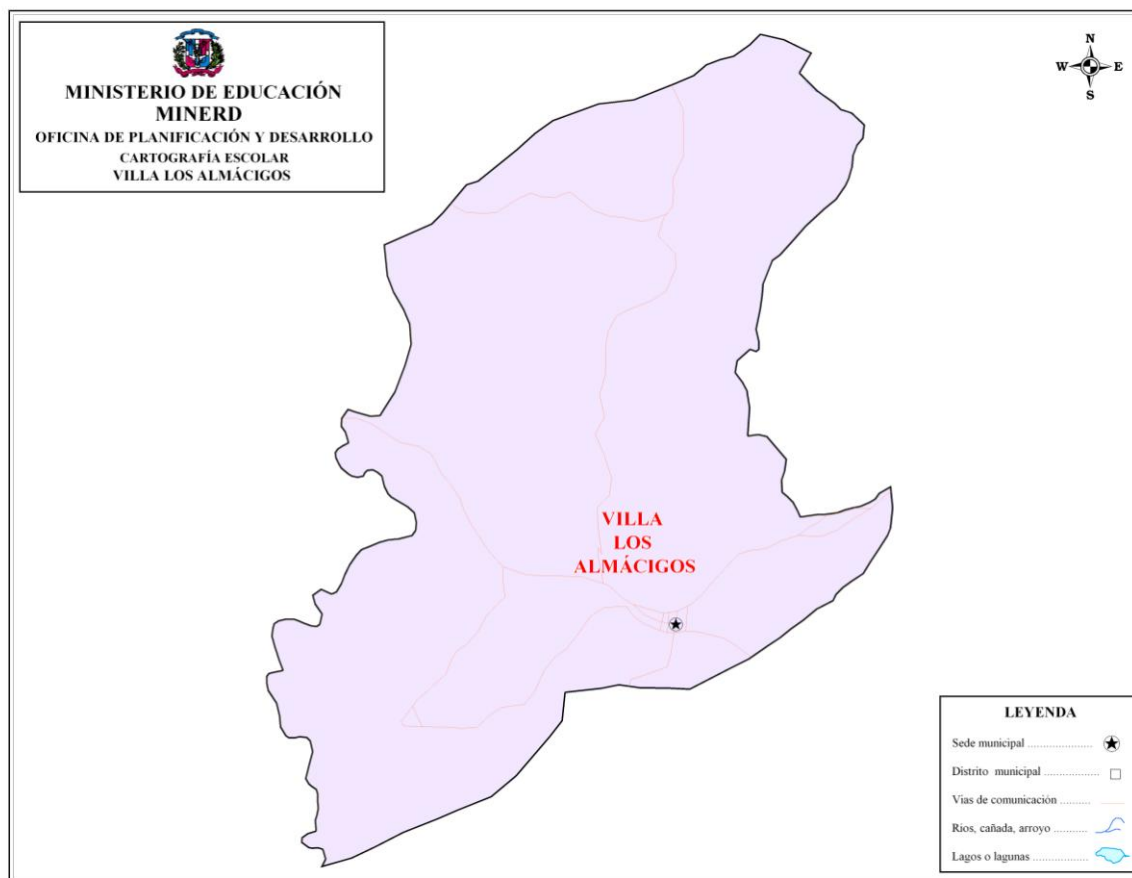 MINISTERIO DE EDUCACIÓN
MINERD
OFICINA DE PLANIFICACIÓN Y DESARROLLO
CARTOGRAFÍA ESCOLAR
VILLA LOS ALMÁCIGOS
N
W E
S
VILLA
LOS
ALMÁCIGOS
LEYENDA
Sede municipal .....................
Distrito municipal ..................
Vias de comunicación ..........
Rios, cañada, arroyo ...........
Lagos o lagunas ..................